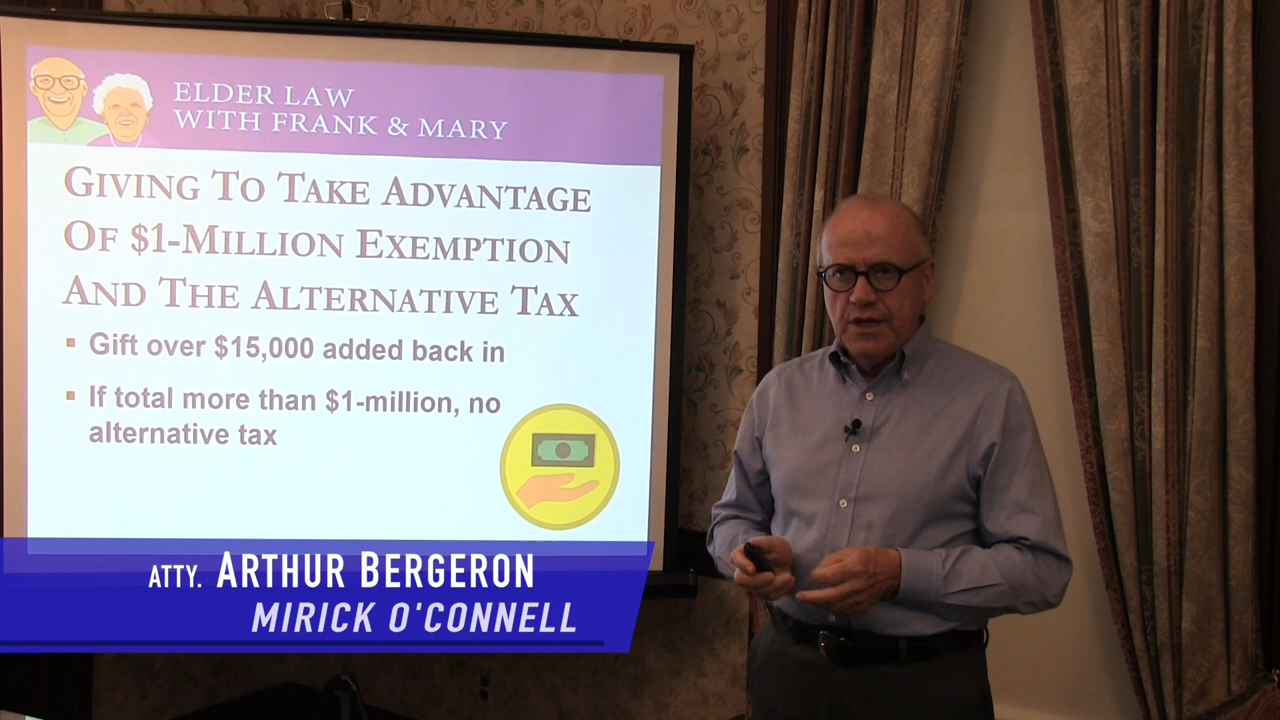 ELDER LAW
WITH FRANK & MARY
GIVING TO TAKE ADVANTAGE
OF $1-MILLION EXEMPTION
AND THE ALTERNATIVE TAX
Gift over $15,000 added back in
If total more than $1-million, no
alternative tax
ATTY. ARTHUR BERGERON
MIRICK O'CONNELL